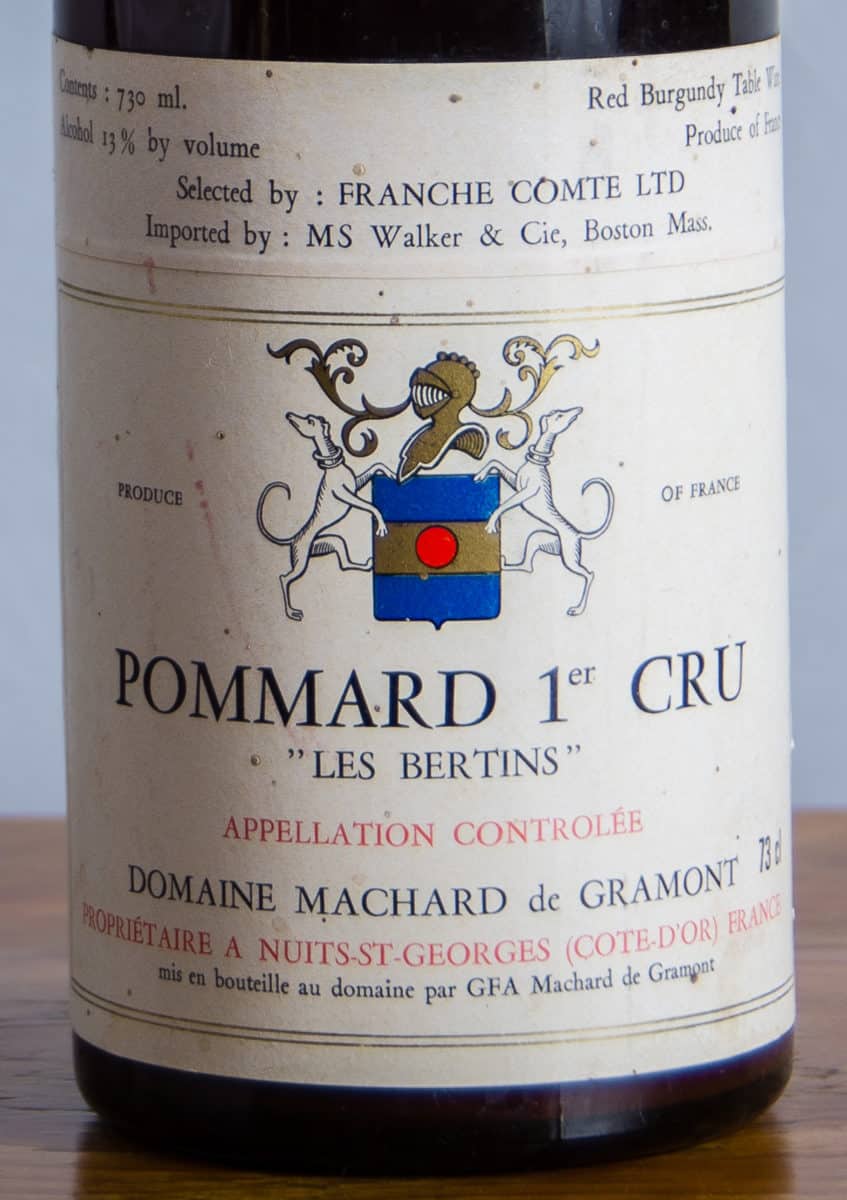 Contents : 730 ml.
Alcohol 13% by volume
Red Burgundy Table Wine
Produce of France
Selected by : FRANCHE COMTE LTD
Imported by : MS Walker & Cie, Boston Mass.
PRODUCE
OF FRANCE
POMMARD 1er CRU
"LES BERTINS"
APPELLATION CONTROLÉE
73 cl
DOMAINE MACHARD de GRAMONT
PROPRIÉTAIRE A NUITS-ST-GEORGES (COTE-D'OR) FRANCE
mis en bouteille au domaine par GFA Machard de Gramont